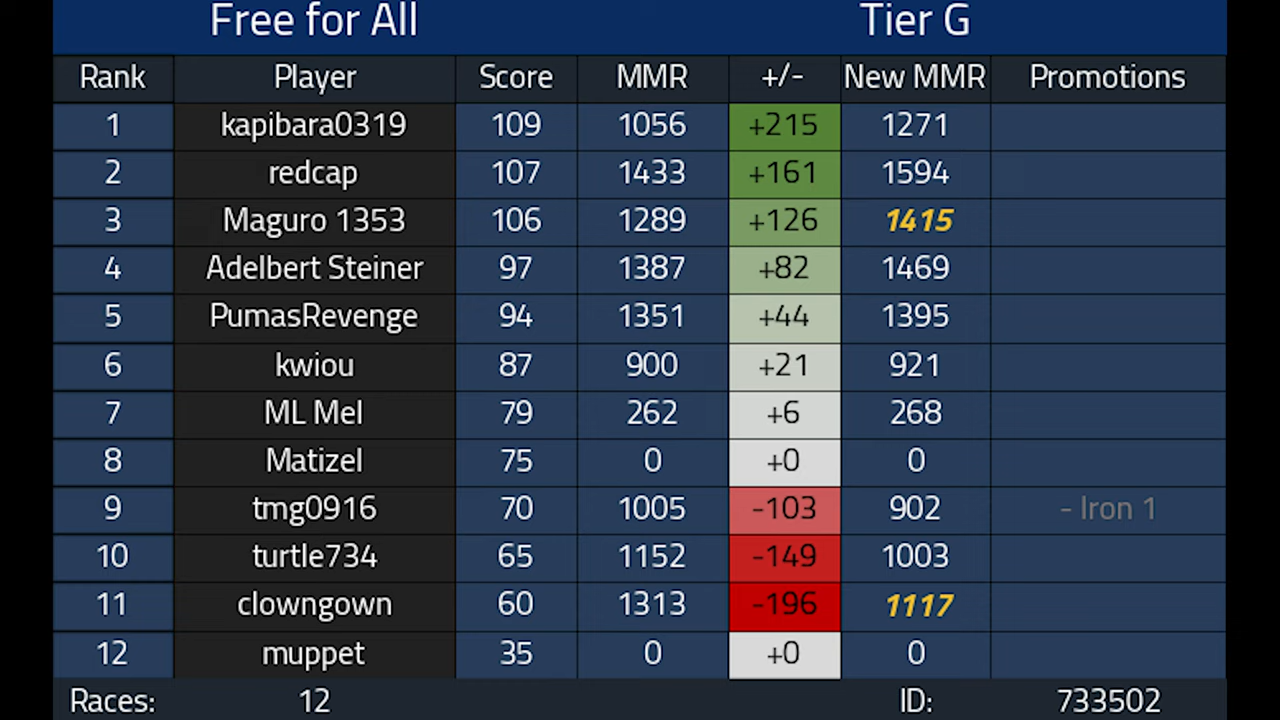 Free for All Tier G
Rank Player Score MMR +/- New MMR Promotions
1 kapibara0319 109 1056 +215 1271
2 redcap 107 1433 +161 1594
3 Maguro 1353 106 1289 +126 1415
4 Adelbert Steiner 97 1387 +82 1469
5 PumasRevenge 94 1351 +44 1395
6 kwiou 87 900 +21 921
7 ML Mel 79 262 +6 268
8 Matizel 75 0 +0 0
9 tmg0916 70 1005 -103 902 - Iron 1
10 turtle734 65 1152 -149 1003
11 clowngown 60 1313 -196 1117
12 muppet 35 0 +0 0
Races: 12 ID: 733502